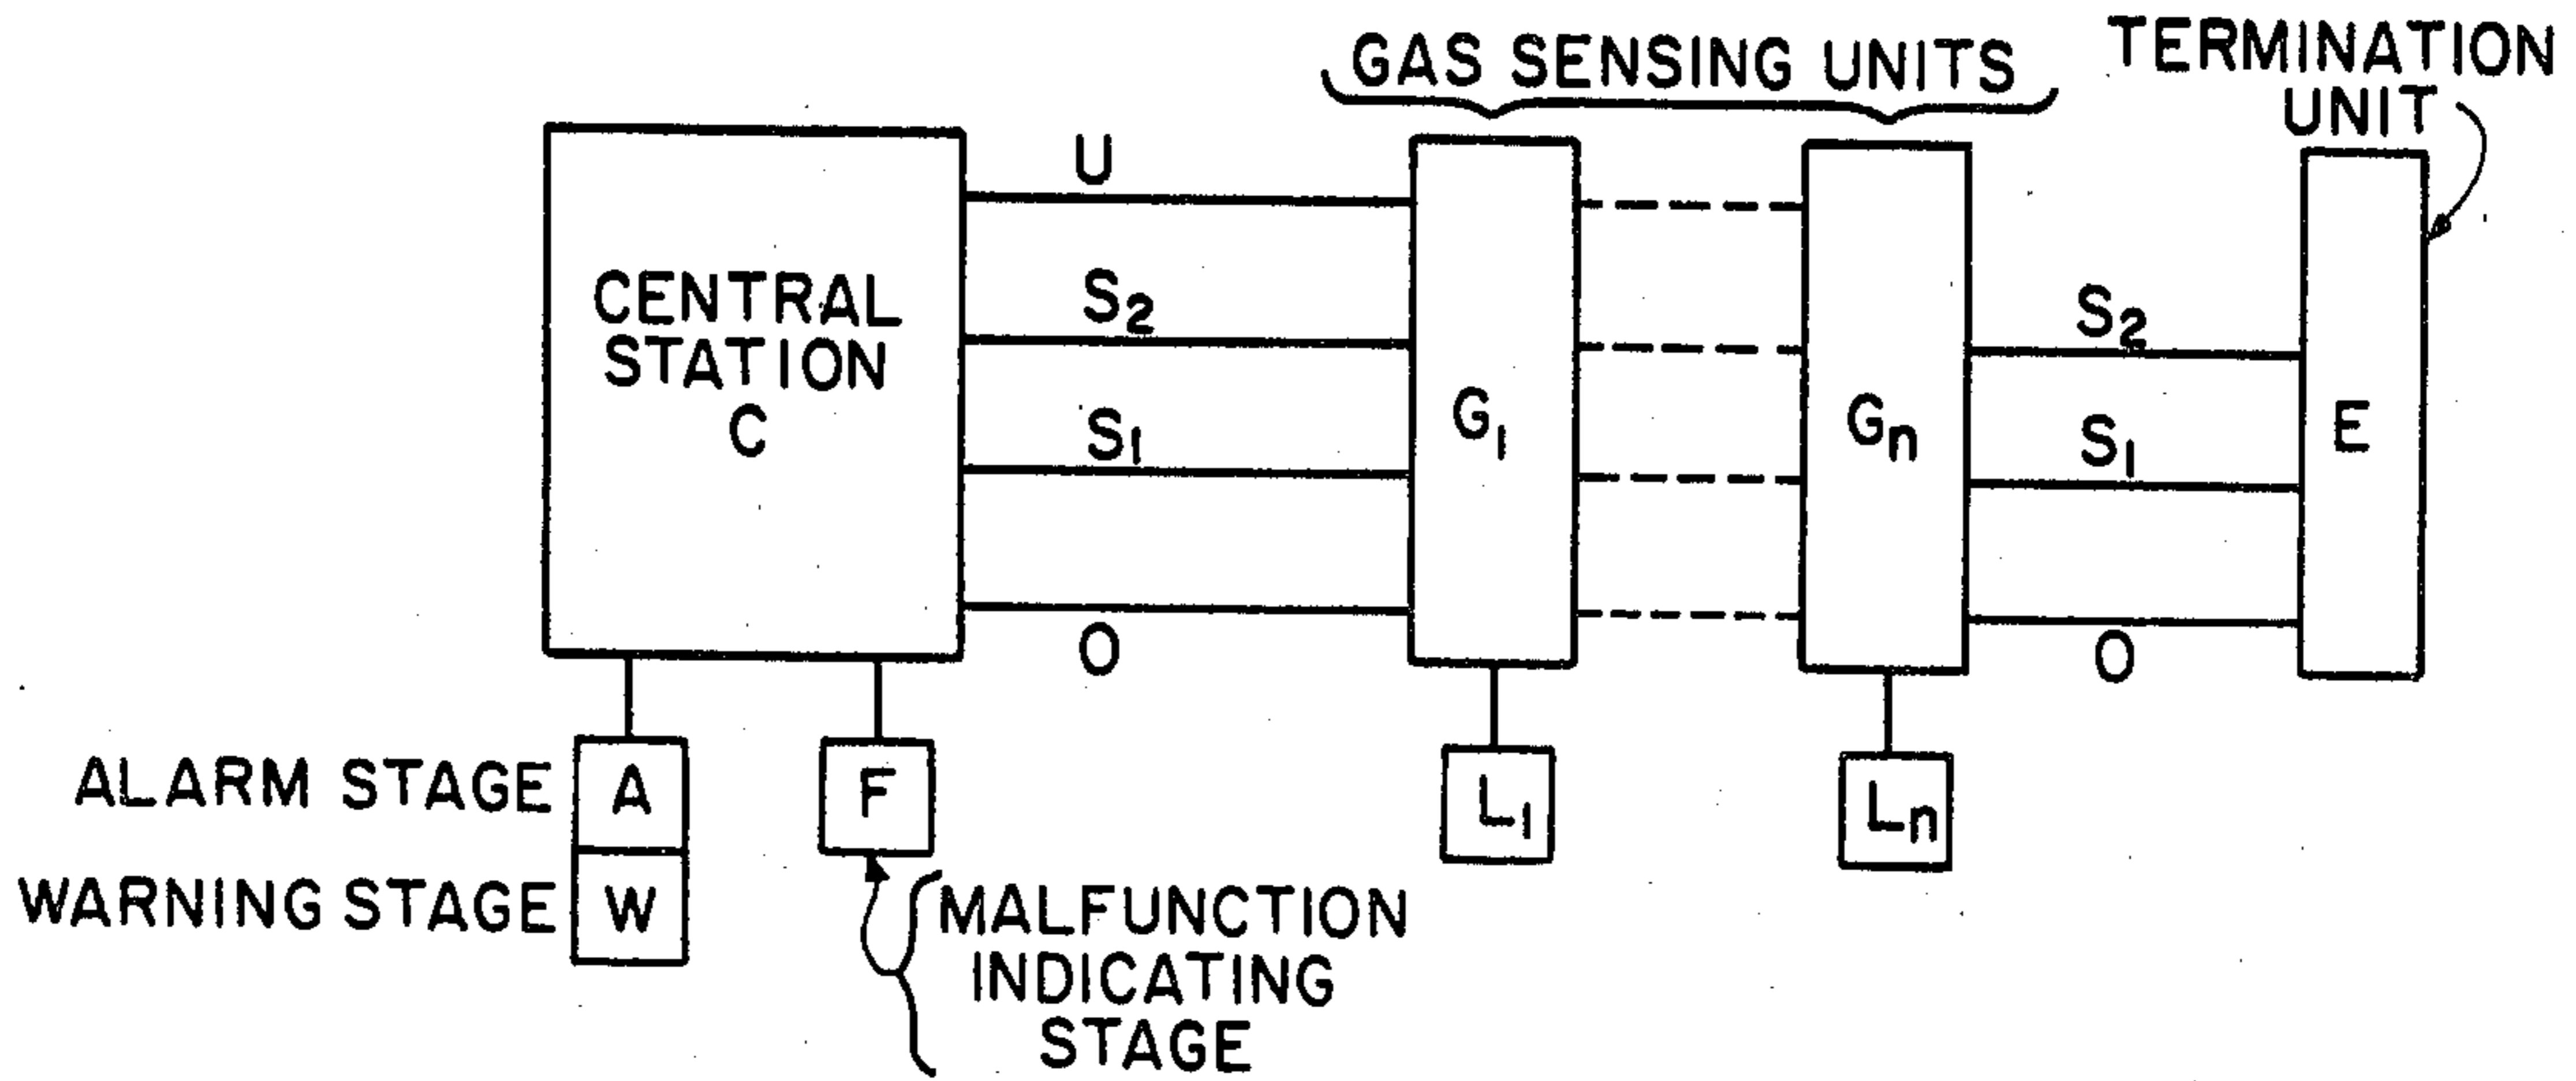 GAS SENSING UNITS
TERMINATION
UNIT
U
S2
S1
O
CENTRAL
STATION
C
G1
Gn
S2
S1
O
E
ALARM STAGE
A
F
L1
Ln
WARNING STAGE
W
MALFUNCTION
INDICATING
STAGE